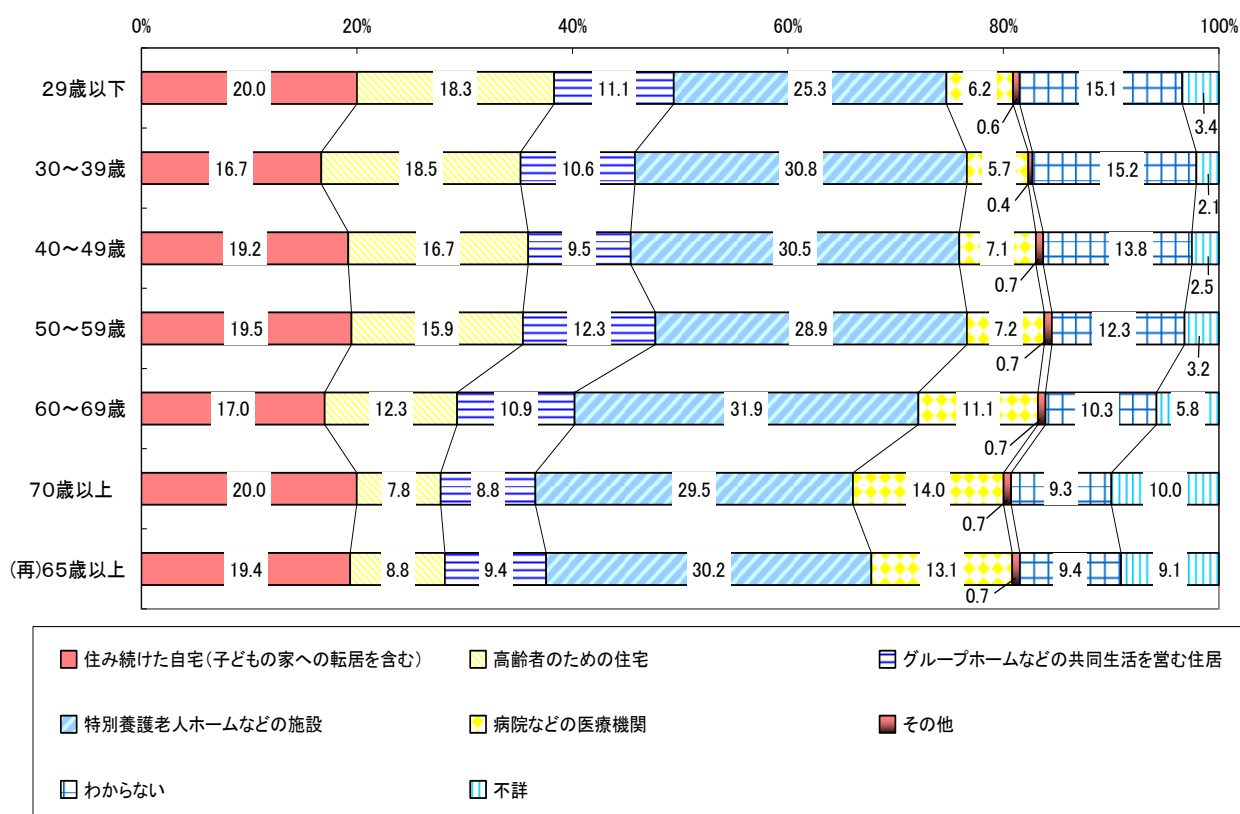 0% 20% 40% 60% 80% 100%
29歳以下 20.0 18.3 11.1 25.3 6.2 0.6 15.1 3.4
30～39歳 16.7 18.5 10.6 30.8 5.7 0.4 15.2 2.1
40～49歳 19.2 16.7 9.5 30.5 7.1 0.7 13.8 2.5
50～59歳 19.5 15.9 12.3 28.9 7.2 0.7 12.3 3.2
60～69歳 17.0 12.3 10.9 31.9 11.1 0.7 10.3 5.8
70歳以上 20.0 7.8 8.8 29.5 14.0 0.7 9.3 10.0
(再)65歳以上 19.4 8.8 9.4 30.2 13.1 0.7 9.4 9.1
住み続けた自宅(子どもの家への転居を含む) 高齢者のための住宅 グループホームなどの共同生活を営む住居
特別養護老人ホームなどの施設 病院などの医療機関 その他
わからない 不詳